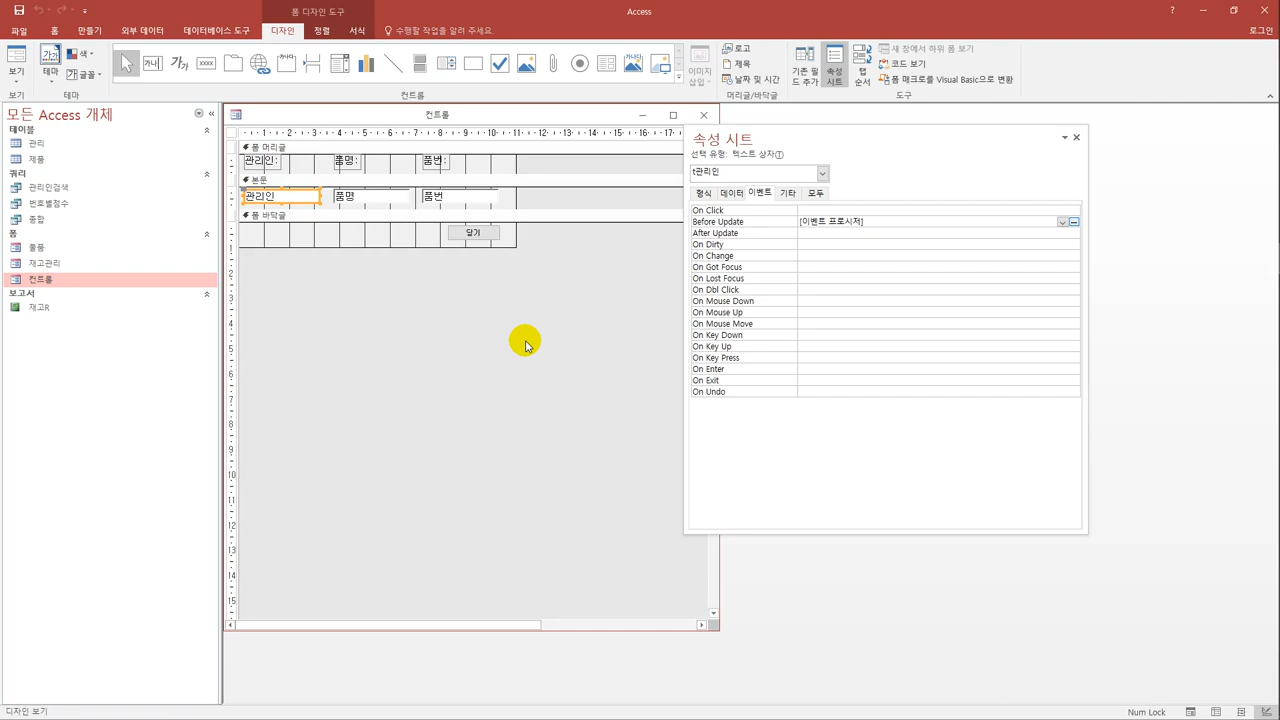 폼 디자인 도구
Access
파일
홈
만들기
외부 데이터
데이터베이스 도구
디자인
정렬
서식
수행할 작업을 알려 주세요.
로그인
보기
테마
색
가가 글꼴
이미지 삽입
로고
제목
날짜 및 시간
기존 필드 추가
속성 시트
탭 순서
새 창에서 하위 폼 보기
코드 보기
폼 매크로를 Visual Basic으로 변환
보기
테마
컨트롤
머리글/바닥글
도구
모든 Access 개체
테이블
관리
제품
쿼리
관리인검색
번호별점수
종합
폼
물품
재고관리
컨트롤
보고서
재고R
컨트롤
폼 머리글
관리인:
품명:
품번:
본문
관리인
품명
품번
폼 바닥글
닫기
속성 시트
선택 유형: 텍스트 상자(T)
t관리인
형식 데이터 이벤트 기타 모두
On Click
Before Update [이벤트 프로시저]
After Update
On Dirty
On Change
On Got Focus
On Lost Focus
On Dbl Click
On Mouse Down
On Mouse Up
On Mouse Move
On Key Down
On Key Up
On Key Press
On Enter
On Exit
On Undo
디자인 보기
Num Lock